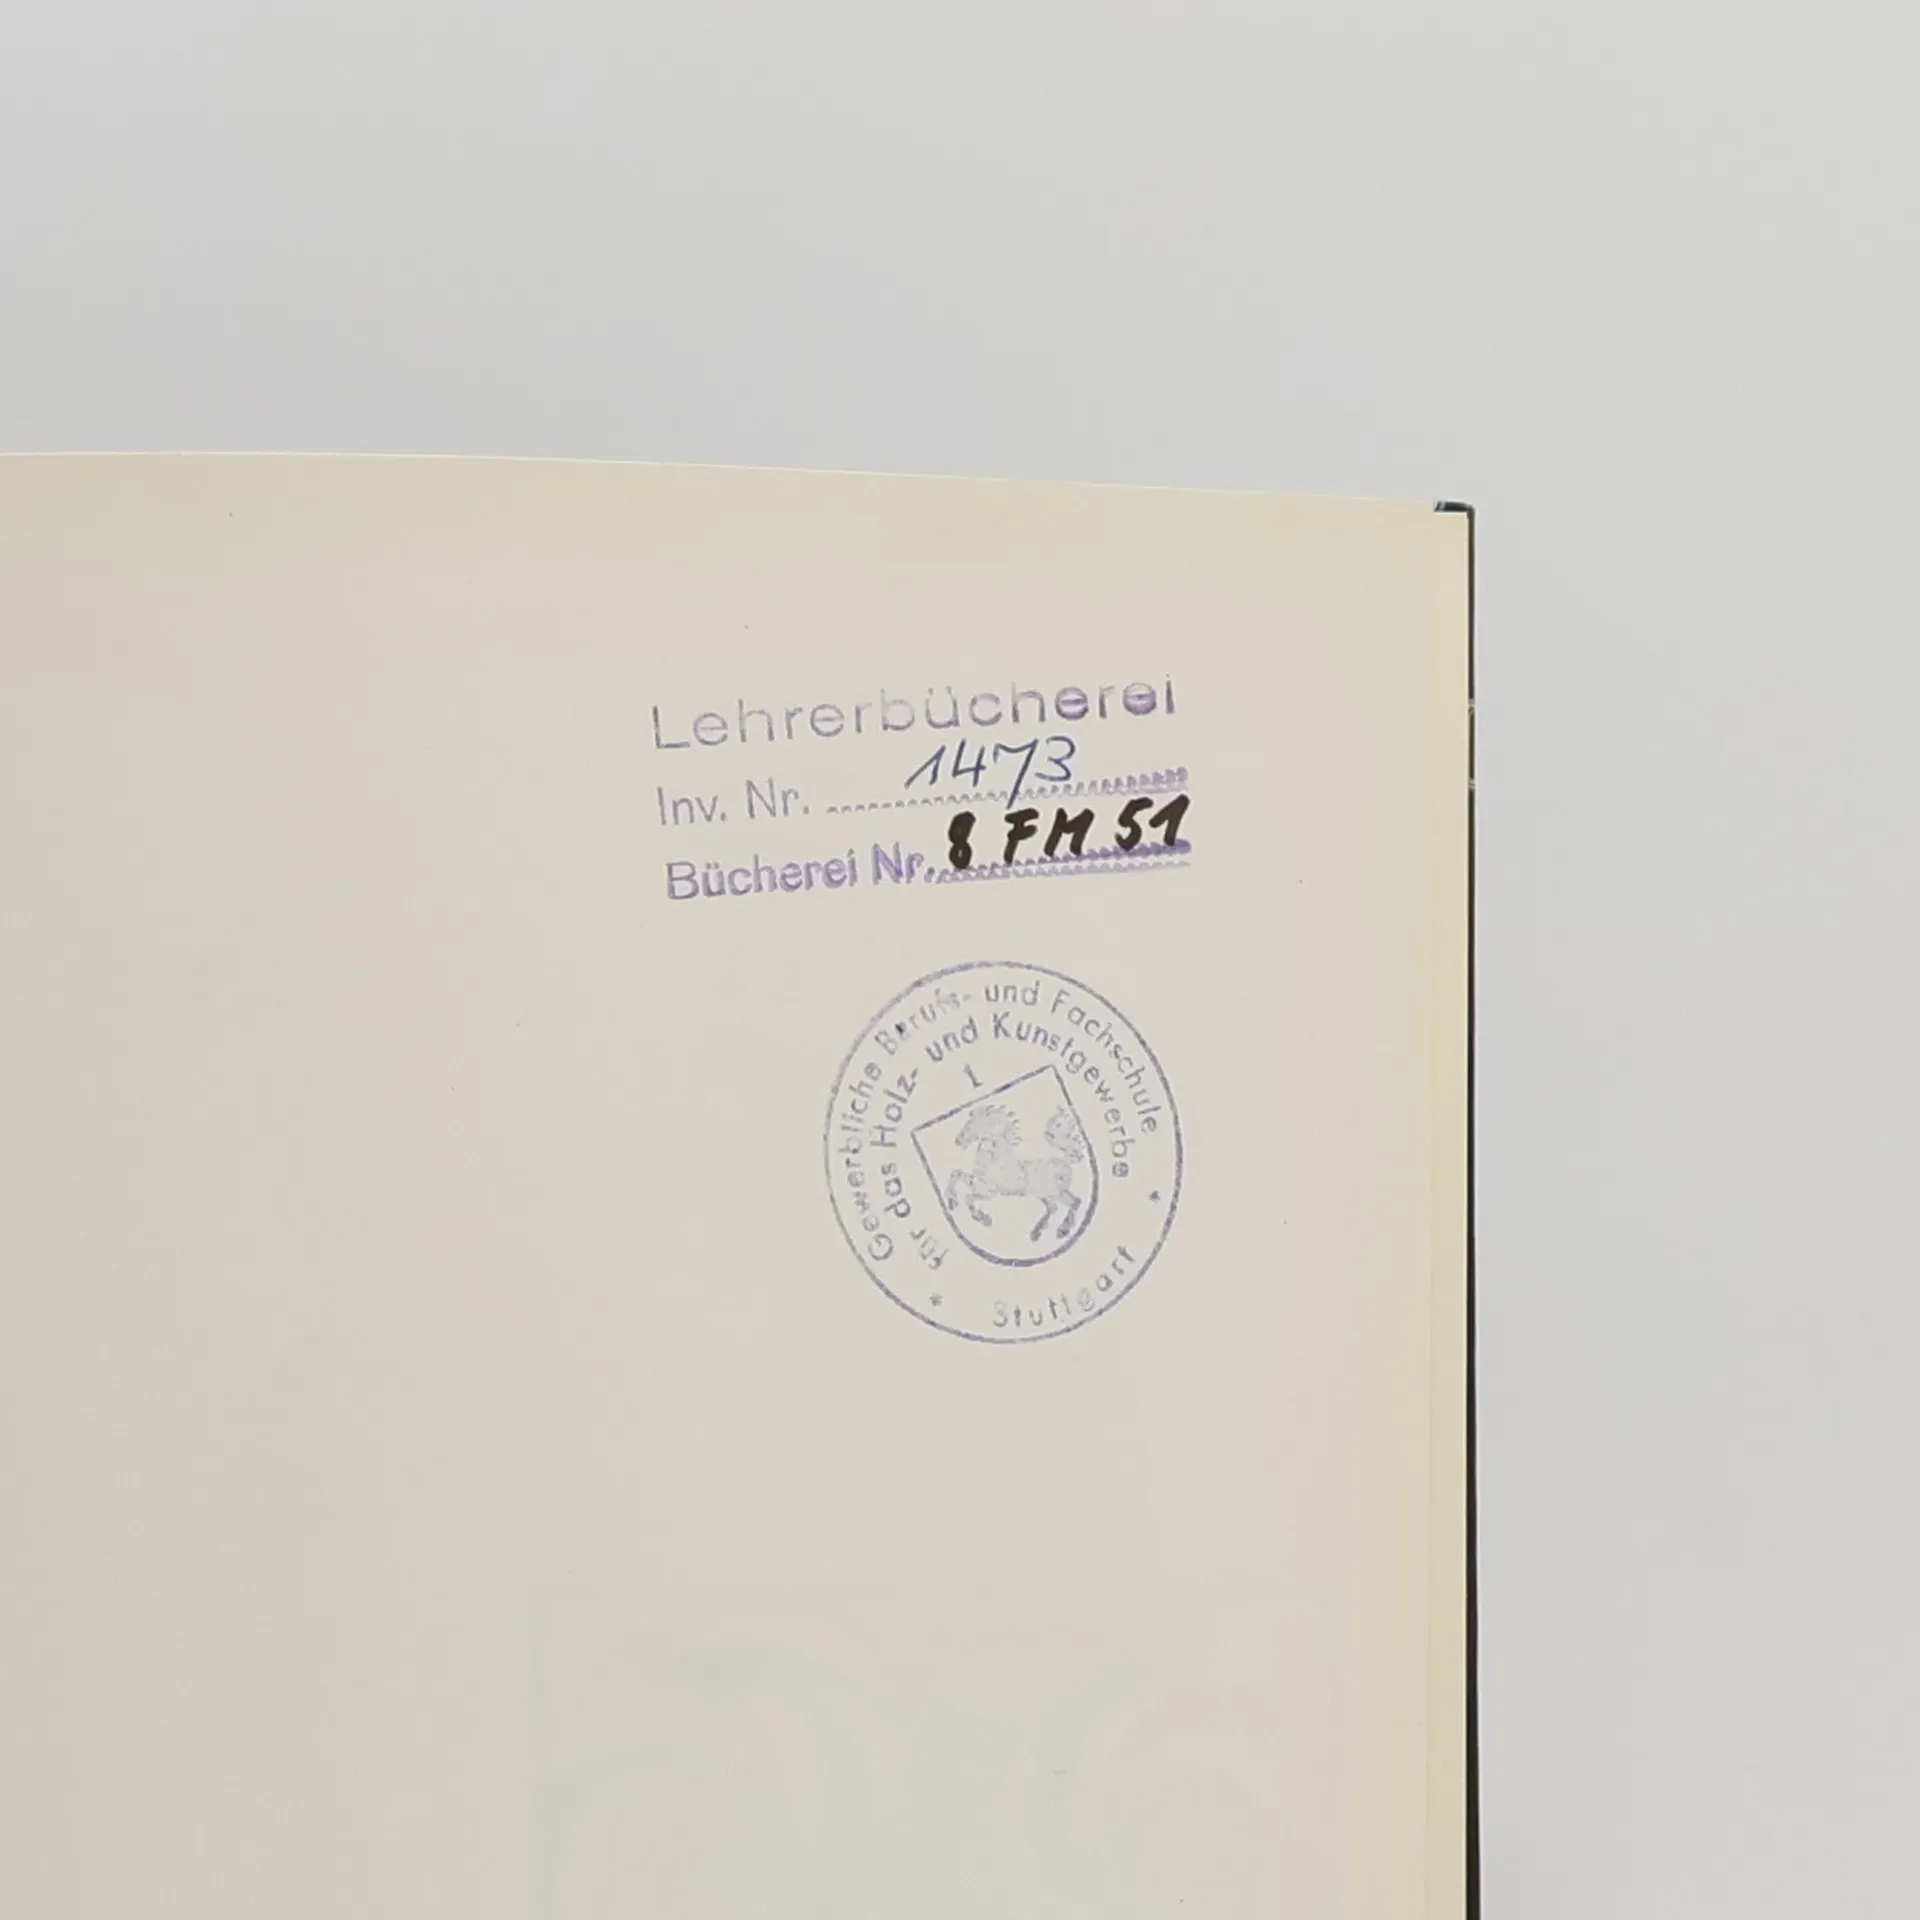 Lehrerbücherei
Inv. Nr. 1473
Bücherei Nr. 8 FM 51
Gewerbliche Berufs- und Fachschule
für das Holz- und Kunstgewerbe
1
* Stuttgart *